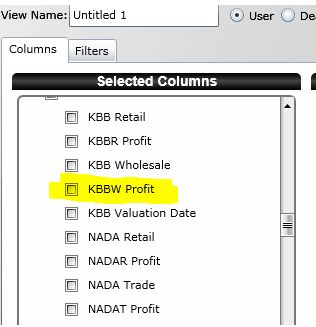 View Name: Untitled 1 User
Columns Filters
Selected Columns
KBB Retail
KBBR Profit
KBB Wholesale
KBBW Profit
KBB Valuation Date
NADA Retail
NADAR Profit
NADA Trade
NADAT Profit